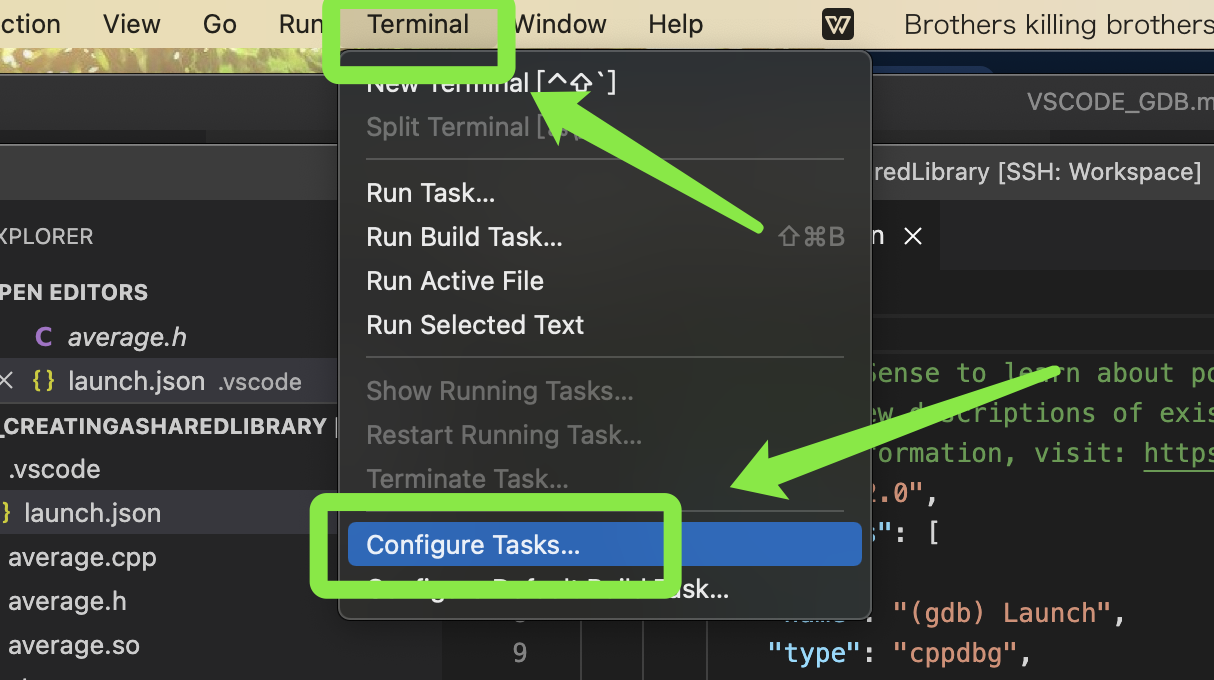 ction View Go Run Terminal Window Help W Brothers killing brothers
New Terminal [^⇧`]
VSCODE_GDB.m
Split Terminal
redLibrary [SSH: Workspace]
Run Task...
XPLORER
Run Build Task... ⇧⌘B
n ×
Run Active File
PEN EDITORS
Run Selected Text
C average.h
× {} launch.json .vscode
Sense to learn about po
Show Running Tasks...
ew descriptions of exis
_CREATINGASHAREDLIBRARY [
Restart Running Task...
ormation, visit: https
.vscode
Terminate Task...
2.0",
} launch.json
s": [
Configure Tasks...
average.cpp
Configure Default Build Task...
average.h
"name": "(gdb) Launch",
average.so
9 "type": "cppdbg",